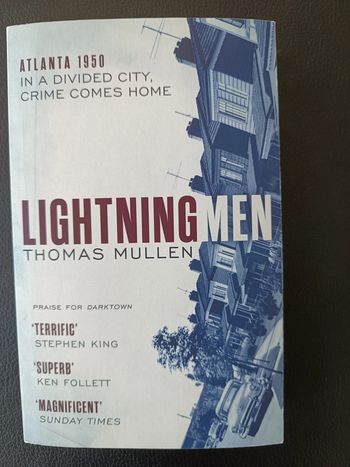 ATLANTA 1950
IN A DIVIDED CITY,
CRIME COMES HOME
LIGHTNING MEN
THOMAS MULLEN
PRAISE FOR DARKTOWN
'TERRIFIC'
STEPHEN KING
'SUPERB'
KEN FOLLETT
'MAGNIFICENT'
SUNDAY TIMES